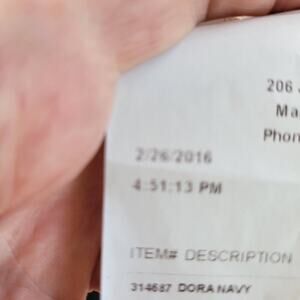 206
Ma
Phon
2/26/2016
4:51:13 PM
ITEM# DESCRIPTION
314687 DORA NAVY